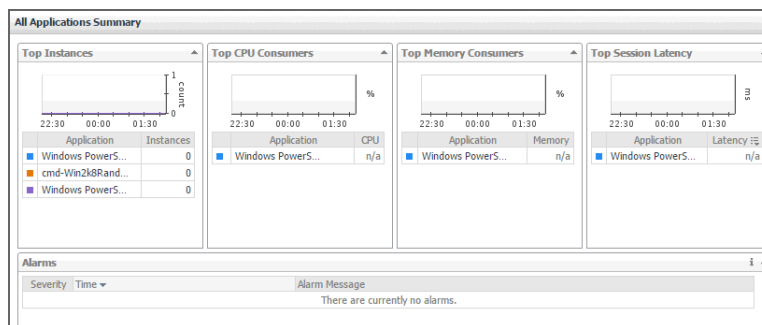 All Applications Summary
Top Instances
1
count
0
22:30 00:00 01:30
Application Instances
Windows PowerS... 0
cmd-Win2k8Rand... 0
Windows PowerS... 0
Top CPU Consumers
%
22:30 00:00 01:30
Application CPU
Windows PowerS... n/a
Top Memory Consumers
%
22:30 00:00 01:30
Application Memory
Windows PowerS... n/a
Top Session Latency
ms
22:30 00:00 01:30
Application Latency
Windows PowerS... n/a
Alarms
Severity Time Alarm Message
There are currently no alarms.